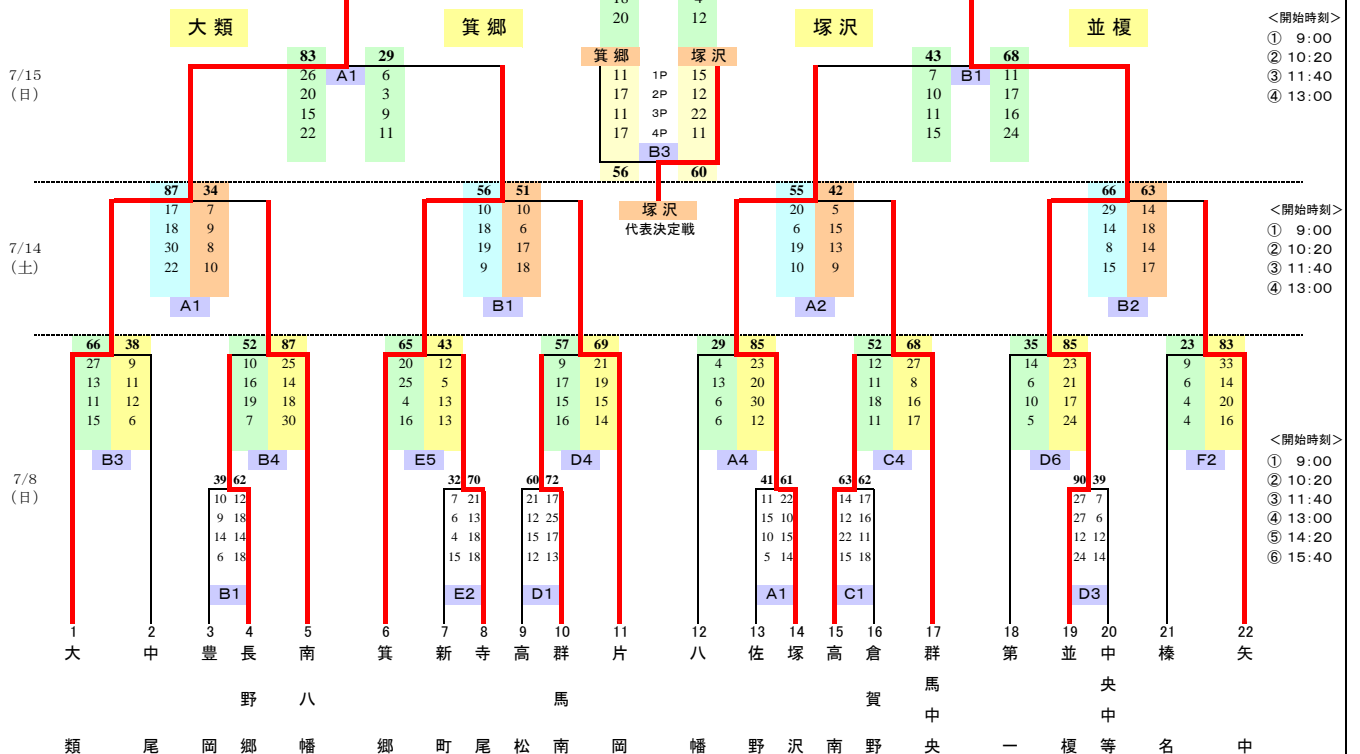 20 12
＜開始時刻＞
① 9:00
② 10:20
③ 11:40
④ 13:00
大類 箕郷 塚沢 並榎
7/15
(日)
83 29
A1
26 6
20 3
15 9
22 11
箕郷 塚沢
11 1P 15
17 2P 12
11 3P 22
17 4P 11
B3
56 60
塚沢
代表決定戦
43 68
B1
7 11
10 17
11 16
15 24
7/14
(土)
87 34
17 7
18 9
30 8
22 10
A1
56 51
10 10
18 6
19 17
9 18
B1
55 42
20 5
6 15
19 13
10 9
A2
66 63
29 14
14 18
8 14
15 17
B2
＜開始時刻＞
① 9:00
② 10:20
③ 11:40
④ 13:00
7/8
(日)
66 38
27 9
13 11
11 12
15 6
B3
52 87
10 25
16 14
19 18
7 30
B4
65 43
20 12
25 5
4 13
16 13
E5
57 69
9 21
17 19
15 15
16 14
D4
29 85
4 23
13 20
6 30
6 12
A4
52 68
12 27
11 8
18 16
11 17
C4
35 85
14 23
6 21
10 17
5 24
D6
23 83
9 33
6 14
4 20
4 16
F2
＜開始時刻＞
① 9:00
② 10:20
③ 11:40
④ 13:00
⑤ 14:20
⑥ 15:40
39 62
10 12
9 18
14 14
6 18
B1
32 70
7 21
6 13
4 18
15 18
E2
60 72
21 17
12 25
15 17
12 13
D1
41 61
11 22
15 10
10 15
5 14
A1
63 62
14 17
12 16
22 11
15 18
C1
90 39
27 7
27 6
12 12
24 14
D3
1 大類
2 中尾
3 豊岡
4 長野郷
5 南八幡
6 箕郷
7 新町
8 寺尾
9 高松
10 群馬南
11 片岡
12 八幡
13 佐野
14 塚沢
15 高南
16 倉賀野
17 群馬中央
18 第一
19 並榎
20 中央中等
21 榛名
22 矢中